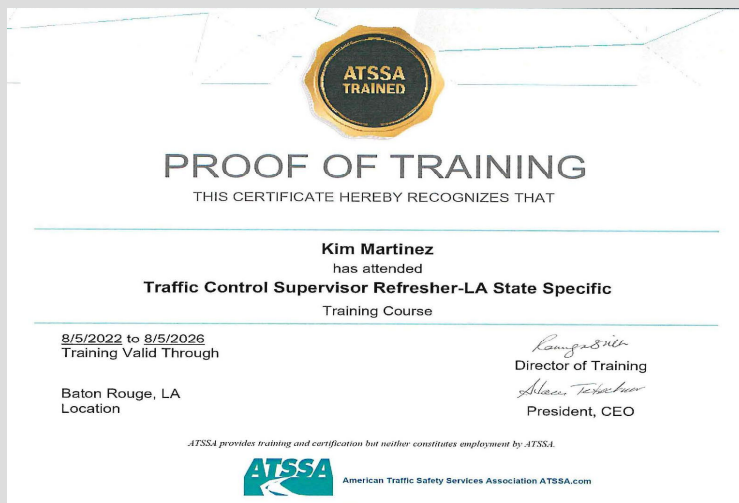 ATSSA
TRAINED
PROOF OF TRAINING
THIS CERTIFICATE HEREBY RECOGNIZES THAT
Kim Martinez
has attended
Traffic Control Supervisor Refresher-LA State Specific
Training Course
8/5/2022 to 8/5/2026
Training Valid Through
Director of Training
Baton Rouge, LA
Location
President, CEO
ATSSA provides training and certification but neither constitutes employment by ATSSA.
ATSSA
American Traffic Safety Services Association ATSSA.com